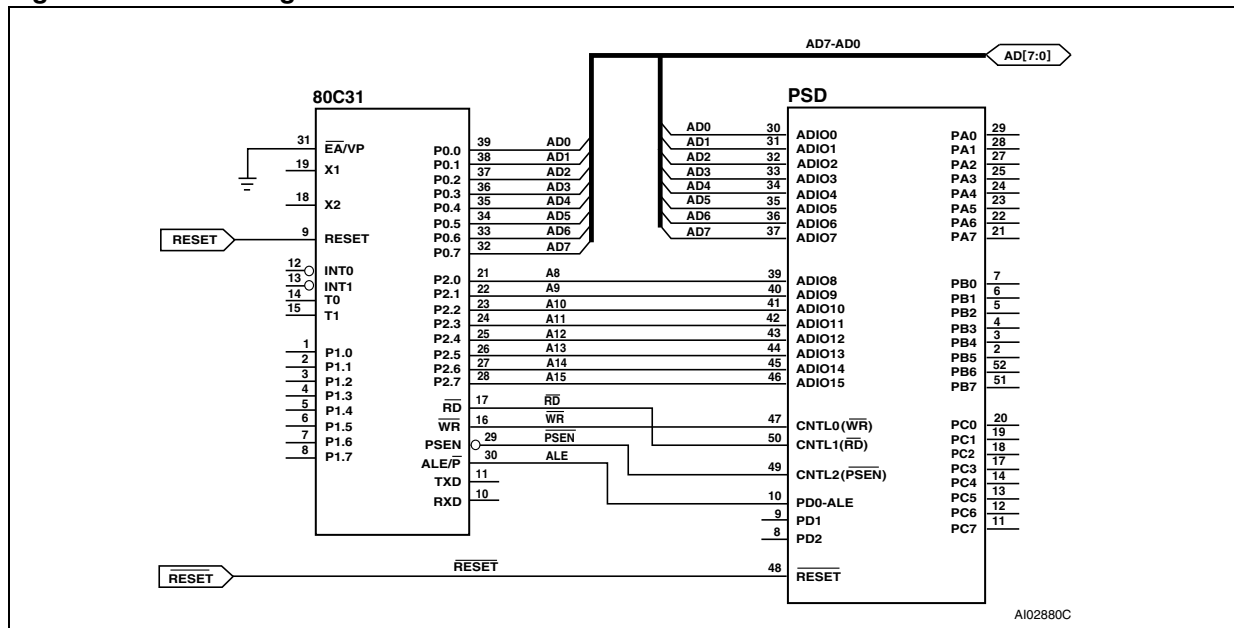 AD7-AD0
AD[7:0]
80C31
PSD
31 EA/VP
19 X1
18 X2
RESET 9 RESET
12 INT0
13 INT1
14 T0
15 T1
1 P1.0
2 P1.1
3 P1.2
4 P1.3
5 P1.4
6 P1.5
7 P1.6
8 P1.7
P0.0 39 AD0
P0.1 38 AD1
P0.2 37 AD2
P0.3 36 AD3
P0.4 35 AD4
P0.5 34 AD5
P0.6 33 AD6
P0.7 32 AD7
P2.0 21 A8
P2.1 22 A9
P2.2 23 A10
P2.3 24 A11
P2.4 25 A12
P2.5 26 A13
P2.6 27 A14
P2.7 28 A15
RD 17 RD
WR 16 WR
PSEN 29 PSEN
ALE/P 30 ALE
TXD 11
RXD 10
AD0 30 ADIO0
AD1 31 ADIO1
AD2 32 ADIO2
AD3 33 ADIO3
AD4 34 ADIO4
AD5 35 ADIO5
AD6 36 ADIO6
AD7 37 ADIO7
39 ADIO8
40 ADIO9
41 ADIO10
42 ADIO11
43 ADIO12
44 ADIO13
45 ADIO14
46 ADIO15
47 CNTL0(WR)
50 CNTL1(RD)
49 CNTL2(PSEN)
10 PD0-ALE
9 PD1
8 PD2
48 RESET
PA0 29
PA1 28
PA2 27
PA3 25
PA4 24
PA5 23
PA6 22
PA7 21
PB0 7
PB1 6
PB2 5
PB3 4
PB4 3
PB5 2
PB6 52
PB7 51
PC0 20
PC1 19
PC2 18
PC3 17
PC4 14
PC5 13
PC6 12
PC7 11
RESET RESET
AI02880C